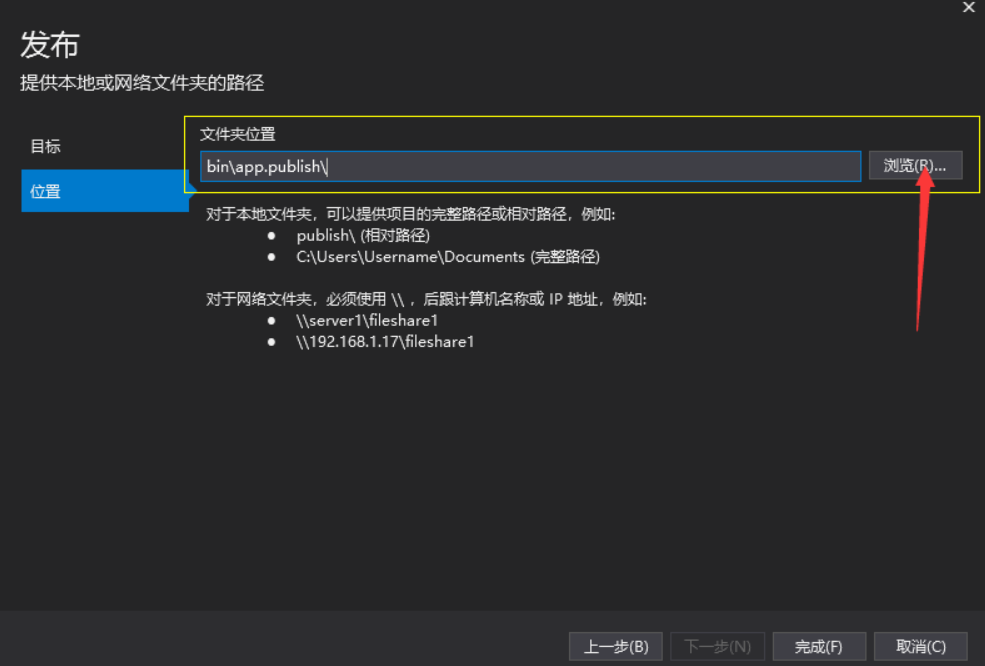 发布
提供本地或网络文件夹的路径
目标
位置
文件夹位置
bin\app.publish\
浏览(R)...
对于本地文件夹，可以提供项目的完整路径或相对路径，例如:
● publish\ (相对路径)
● C:\Users\Username\Documents (完整路径)
对于网络文件夹，必须使用 \\ ，后跟计算机名称或 IP 地址，例如:
● \\server1\fileshare1
● \\192.168.1.17\fileshare1
上一步(B)
下一步(N)
完成(F)
取消(C)